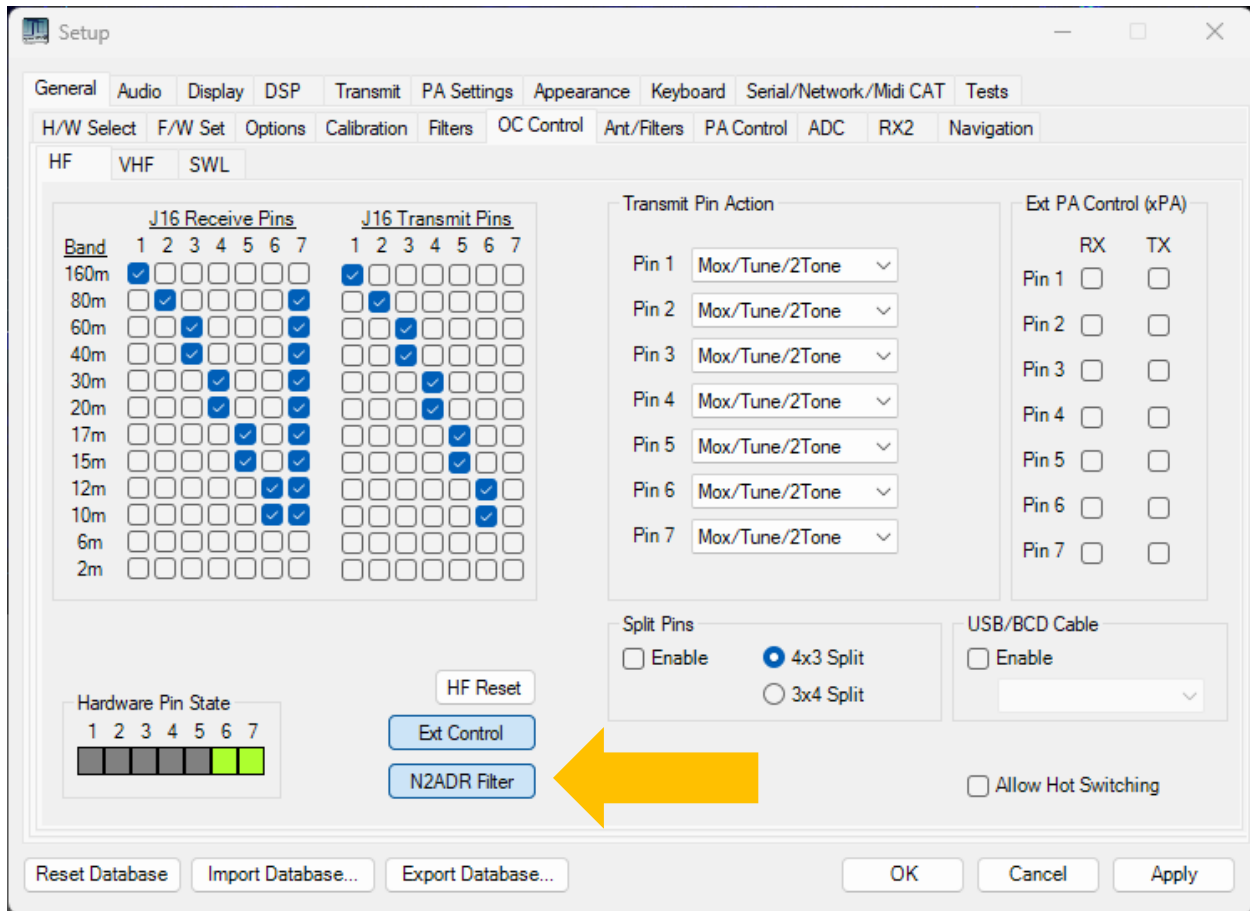 Setup
General Audio Display DSP Transmit PA Settings Appearance Keyboard Serial/Network/Midi CAT Tests
H/W Select F/W Set Options Calibration Filters OC Control Ant/Filters PA Control ADC RX2 Navigation
HF VHF SWL
J16 Receive Pins J16 Transmit Pins
Band 1 2 3 4 5 6 7 1 2 3 4 5 6 7
160m
80m
60m
40m
30m
20m
17m
15m
12m
10m
6m
2m
Transmit Pin Action
Pin 1 Mox/Tune/2Tone
Pin 2 Mox/Tune/2Tone
Pin 3 Mox/Tune/2Tone
Pin 4 Mox/Tune/2Tone
Pin 5 Mox/Tune/2Tone
Pin 6 Mox/Tune/2Tone
Pin 7 Mox/Tune/2Tone
Ext PA Control (xPA)
RX TX
Pin 1
Pin 2
Pin 3
Pin 4
Pin 5
Pin 6
Pin 7
Split Pins
Enable 4x3 Split
3x4 Split
USB/BCD Cable
Enable
Hardware Pin State
1 2 3 4 5 6 7
HF Reset
Ext Control
N2ADR Filter
Allow Hot Switching
Reset Database Import Database... Export Database... OK Cancel Apply